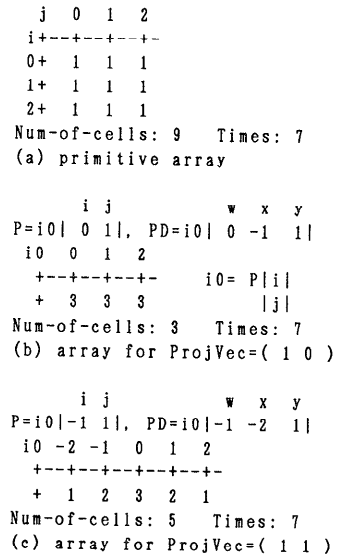 j 0 1 2
i+--+--+--+-
0+ 1 1 1
1+ 1 1 1
2+ 1 1 1
Num-of-cells: 9 Times: 7
(a) primitive array
i j w x y
P=i0| 0 1|, PD=i0| 0 -1 1|
i0 0 1 2
+--+--+--+- i0= P|i|
+ 3 3 3 |j|
Num-of-cells: 3 Times: 7
(b) array for ProjVec=( 1 0 )
i j w x y
P=i0|-1 1|, PD=i0|-1 -2 1|
i0 -2 -1 0 1 2
+--+--+--+--+--+-
+ 1 2 3 2 1
Num-of-cells: 5 Times: 7
(c) array for ProjVec=( 1 1 )